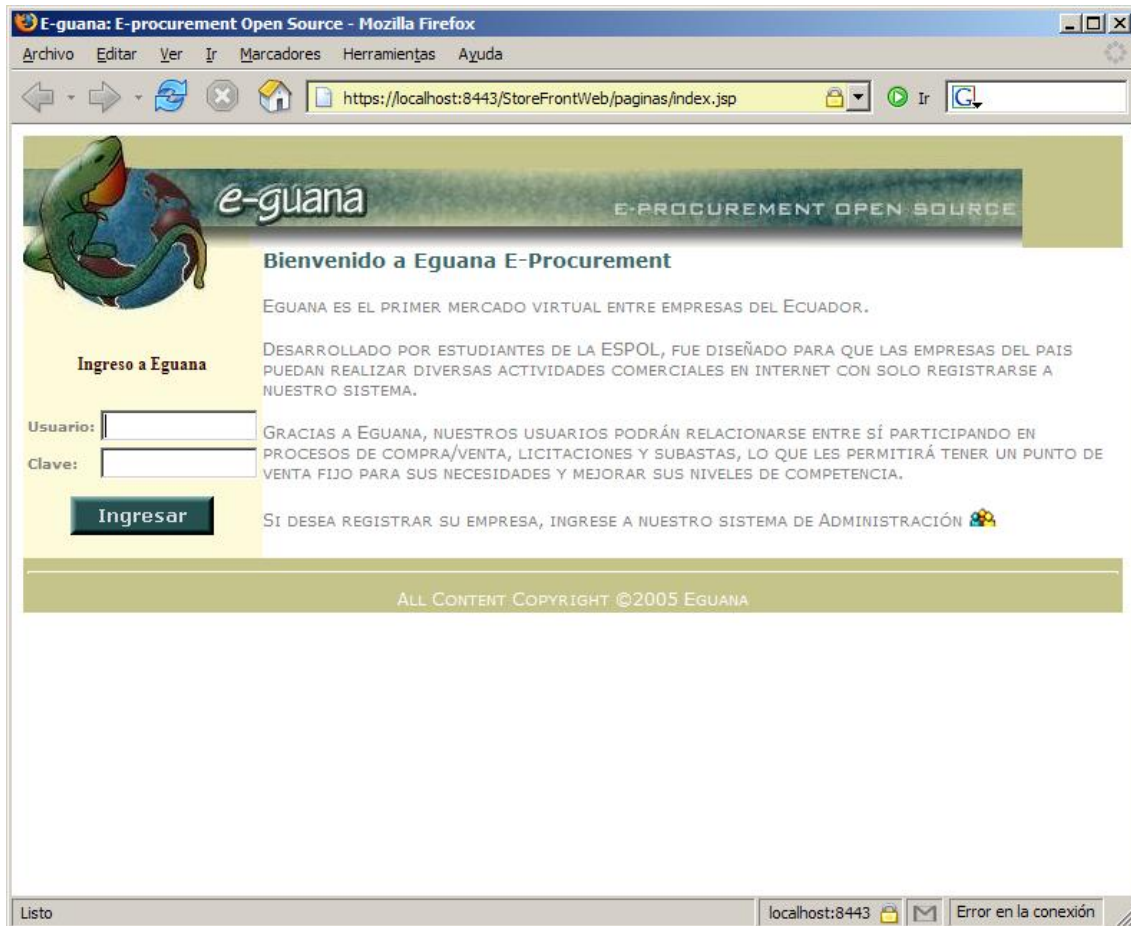 E-guana: E-procurement Open Source - Mozilla Firefox
Archivo Editar Ver Ir Marcadores Herramientas Ayuda
https://localhost:8443/StoreFrontWeb/paginas/index.jsp Ir G
e-guana
E-PROCUREMENT OPEN SOURCE
Bienvenido a Eguana E-Procurement
EGUANA ES EL PRIMER MERCADO VIRTUAL ENTRE EMPRESAS DEL ECUADOR.
Ingreso a Eguana
Usuario:
Clave:
Ingresar
DESARROLLADO POR ESTUDIANTES DE LA ESPOL, FUE DISEÑADO PARA QUE LAS EMPRESAS DEL PAIS
PUEDAN REALIZAR DIVERSAS ACTIVIDADES COMERCIALES EN INTERNET CON SOLO REGISTRARSE A
NUESTRO SISTEMA.
GRACIAS A EGUANA, NUESTROS USUARIOS PODRÁN RELACIONARSE ENTRE SÍ PARTICIPANDO EN
PROCESOS DE COMPRA/VENTA, LICITACIONES Y SUBASTAS, LO QUE LES PERMITIRÁ TENER UN PUNTO DE
VENTA FIJO PARA SUS NECESIDADES Y MEJORAR SUS NIVELES DE COMPETENCIA.
SI DESEA REGISTRAR SU EMPRESA, INGRESE A NUESTRO SISTEMA DE ADMINISTRACIÓN
ALL CONTENT COPYRIGHT ©2005 EGUANA
Listo localhost:8443 Error en la conexión